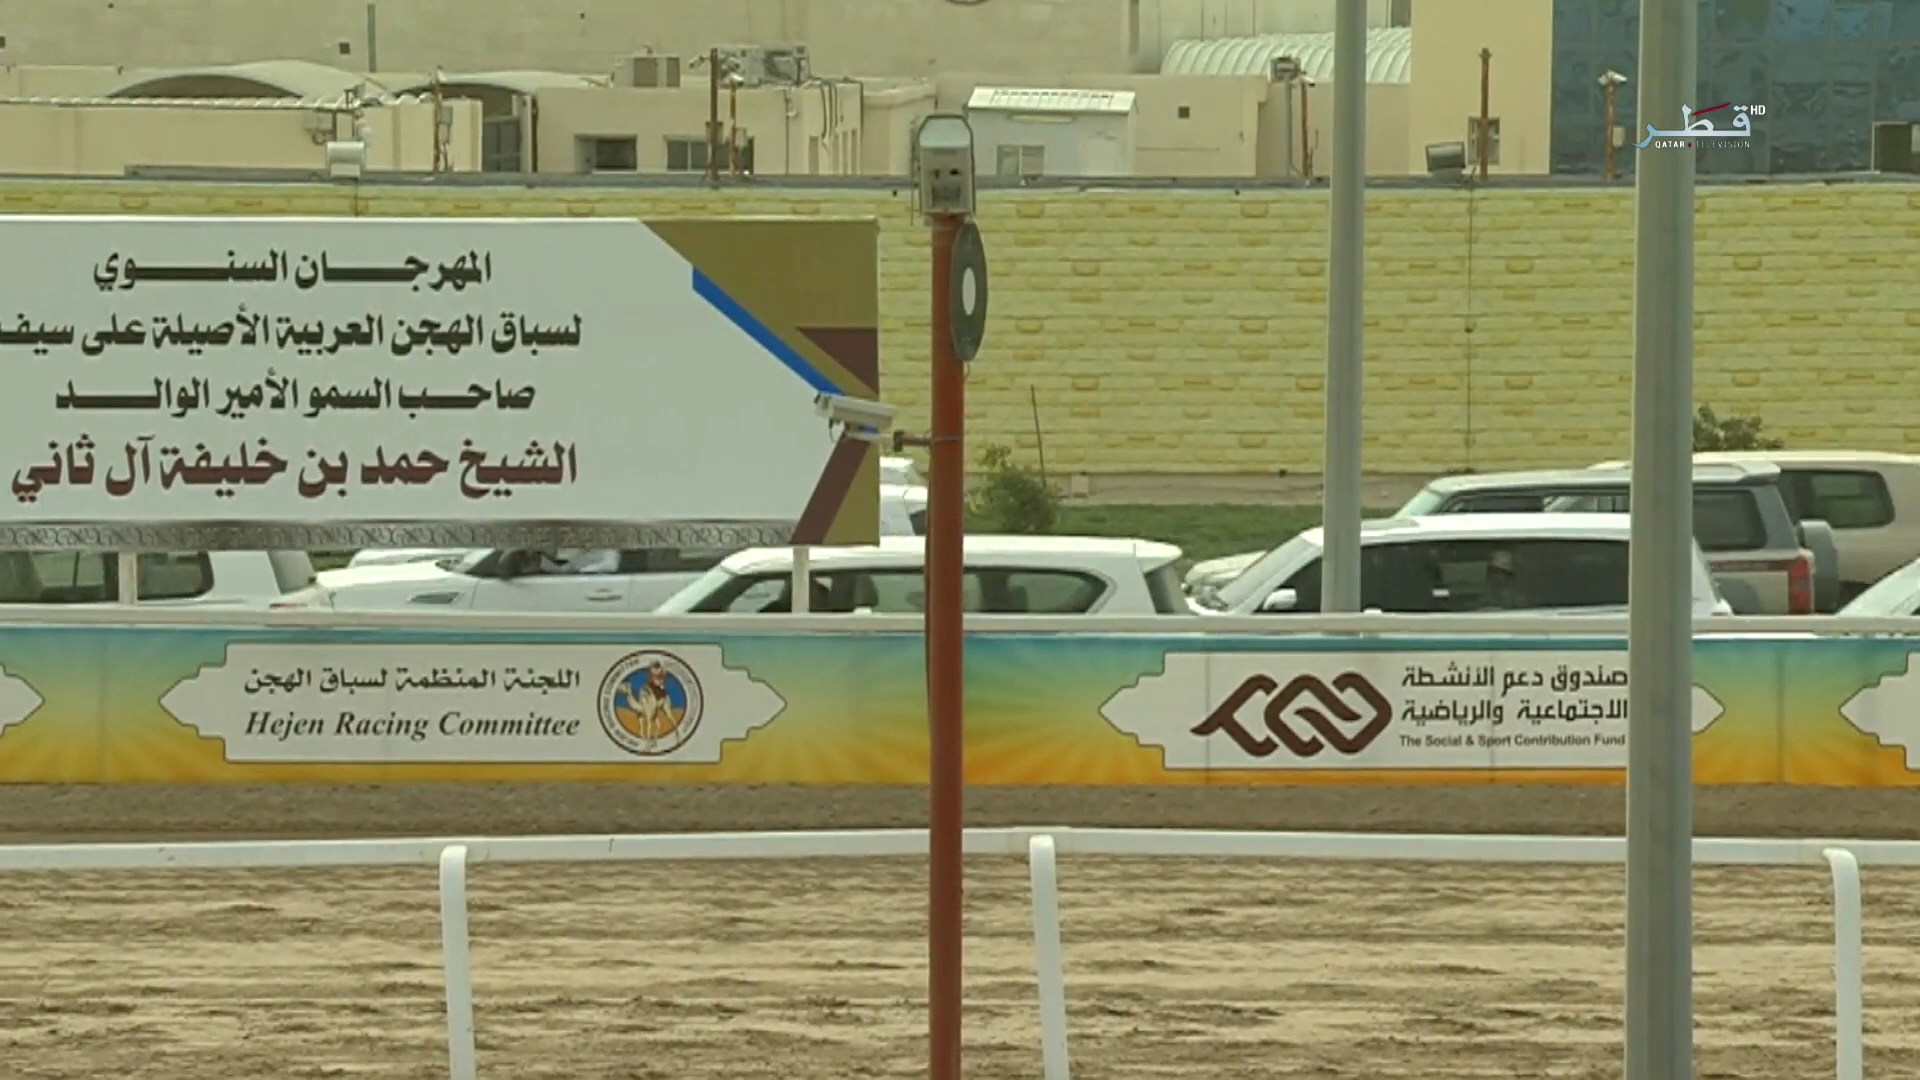 قطر HD
QATAR TELEVISION
المهرجان السنوي
لسباق الهجن العربية الأصيلة على سيف
صاحب السمو الأمير الوالد
الشيخ حمد بن خليفة آل ثاني
اللجنة المنظمة لسباق الهجن
Hejen Racing Committee
صندوق دعم الأنشطة
الاجتماعية والرياضية
The Social & Sport Contribution Fund